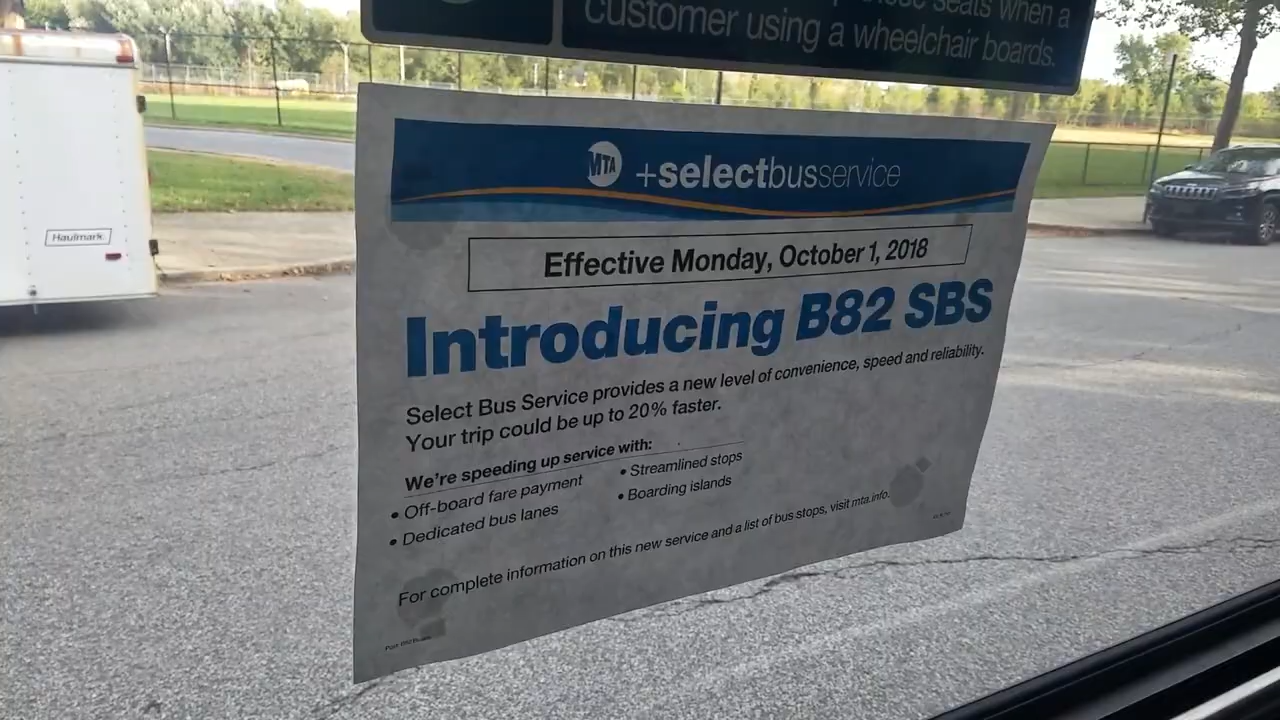 seats when a
customer using a wheelchair boards.
Haulmark
MTA +selectbusservice
Effective Monday, October 1, 2018
Introducing B82 SBS
Select Bus Service provides a new level of convenience, speed and reliability.
Your trip could be up to 20% faster.
We're speeding up service with:
• Off-board fare payment
• Dedicated bus lanes
• Streamlined stops
• Boarding islands
For complete information on this new service and a list of bus stops, visit mta.info.